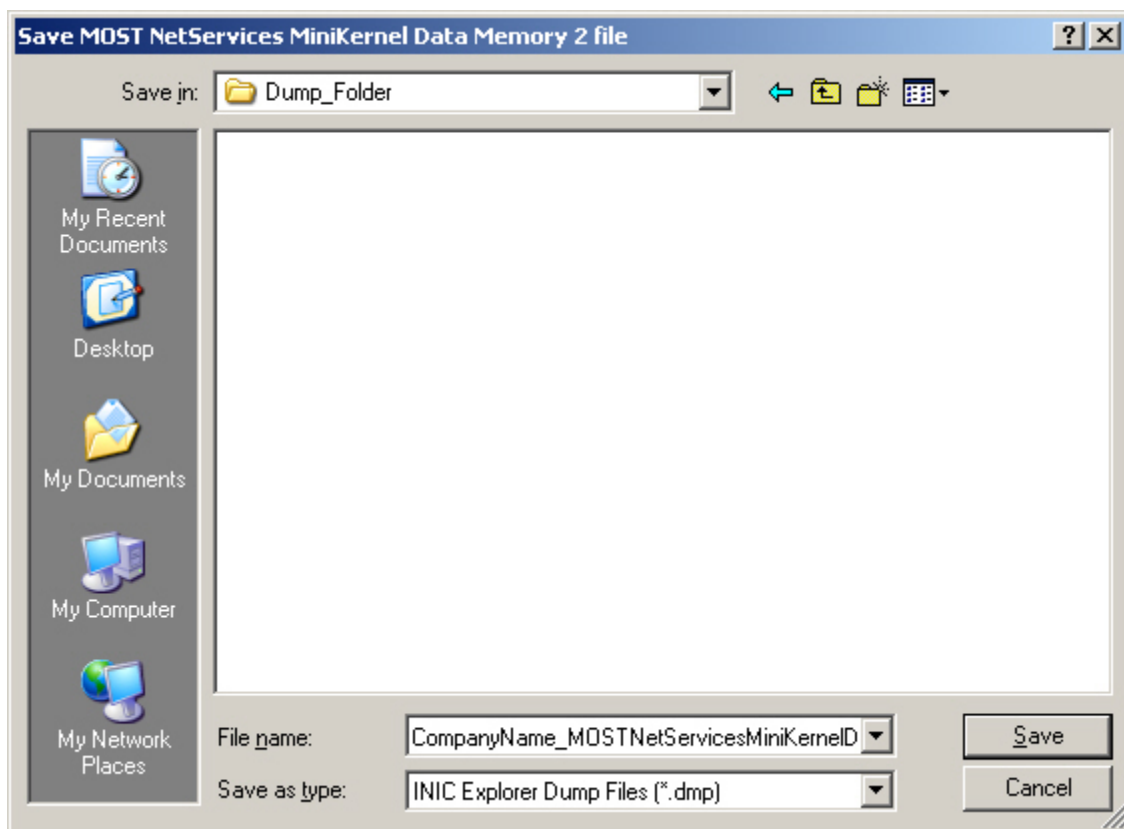 Save MOST NetServices MiniKernel Data Memory 2 file
Save in:
Dump_Folder
My Recent
Documents
Desktop
My Documents
My Computer
My Network
Places
File name:
CompanyName_MOSTNetServicesMiniKernelD
Save
Save as type:
INIC Explorer Dump Files (*.dmp)
Cancel